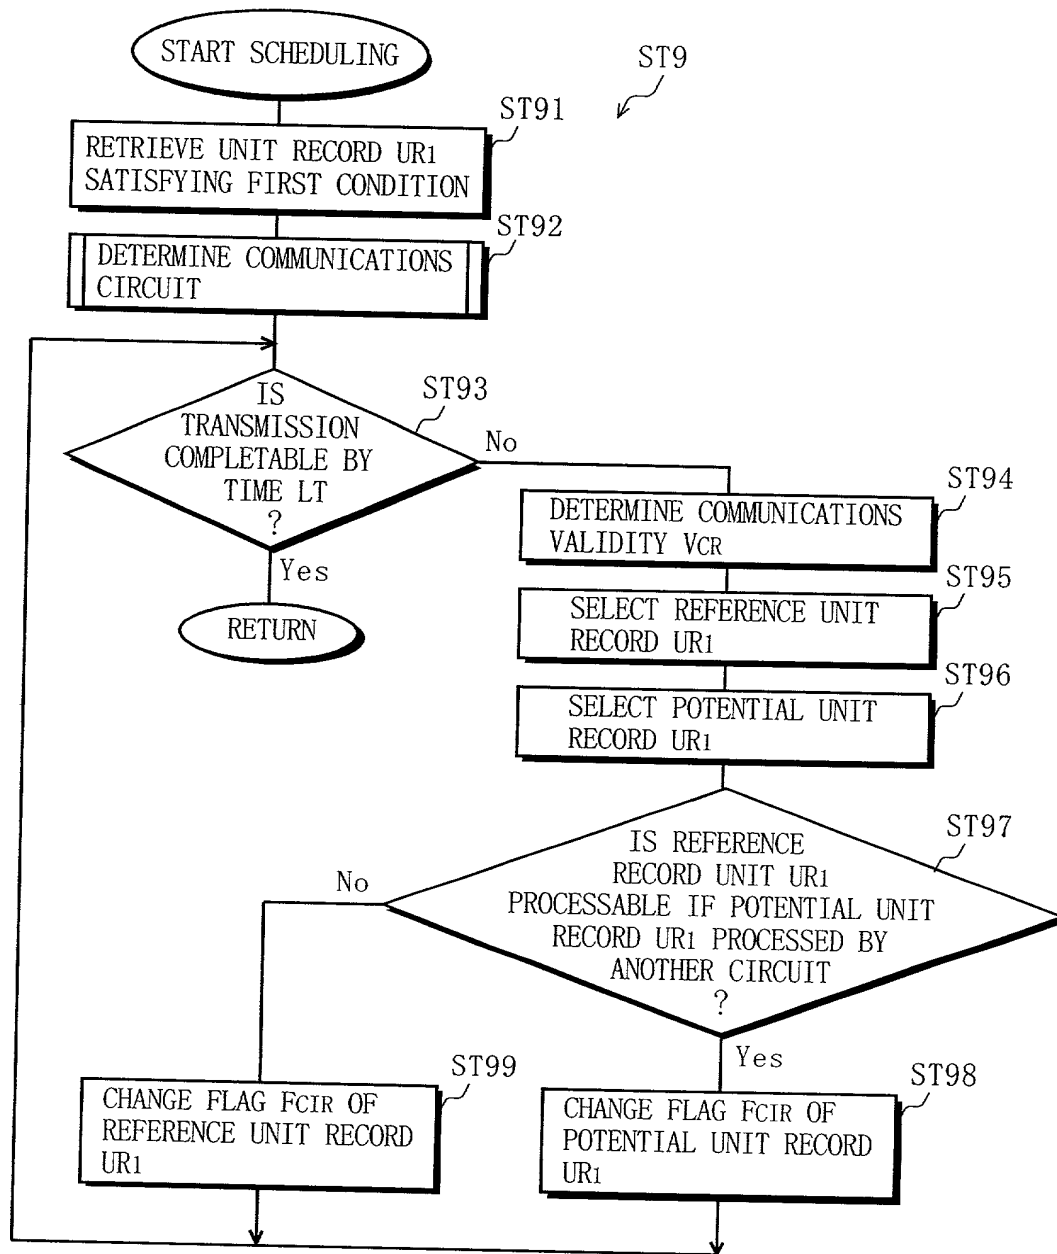 START SCHEDULING
ST9
ST91
RETRIEVE UNIT RECORD UR1
SATISFYING FIRST CONDITION
ST92
DETERMINE COMMUNICATIONS
CIRCUIT
ST93
IS
TRANSMISSION
COMPLETABLE BY
TIME LT
?
No
Yes
RETURN
ST94
DETERMINE COMMUNICATIONS
VALIDITY VCR
ST95
SELECT REFERENCE UNIT
RECORD UR1
ST96
SELECT POTENTIAL UNIT
RECORD UR1
ST97
IS REFERENCE
RECORD UNIT UR1
PROCESSABLE IF POTENTIAL UNIT
RECORD UR1 PROCESSED BY
ANOTHER CIRCUIT
?
No
Yes
ST99
CHANGE FLAG FCIR OF
REFERENCE UNIT RECORD
UR1
ST98
CHANGE FLAG FCIR OF
POTENTIAL UNIT RECORD
UR1